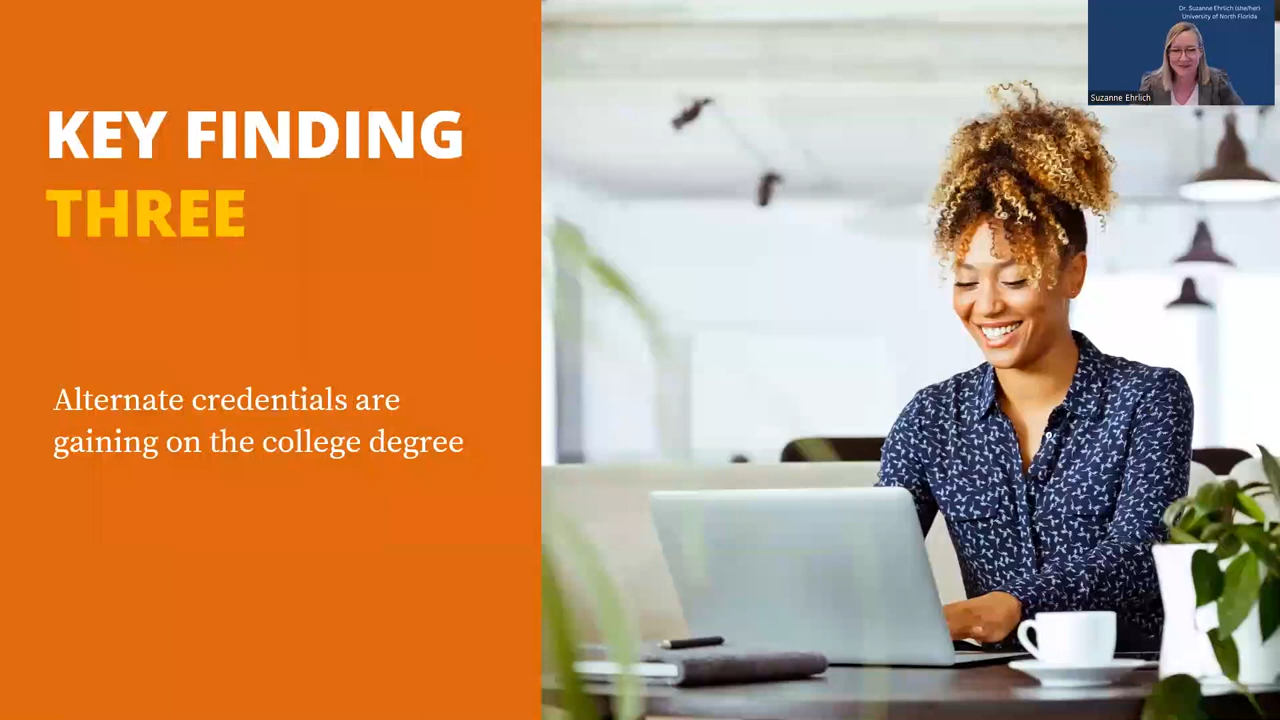 KEY FINDING
THREE
Alternate credentials are
gaining on the college degree
Dr. Suzanne Ehrlich (she/her)
University of North Florida
Suzanne Ehrlich